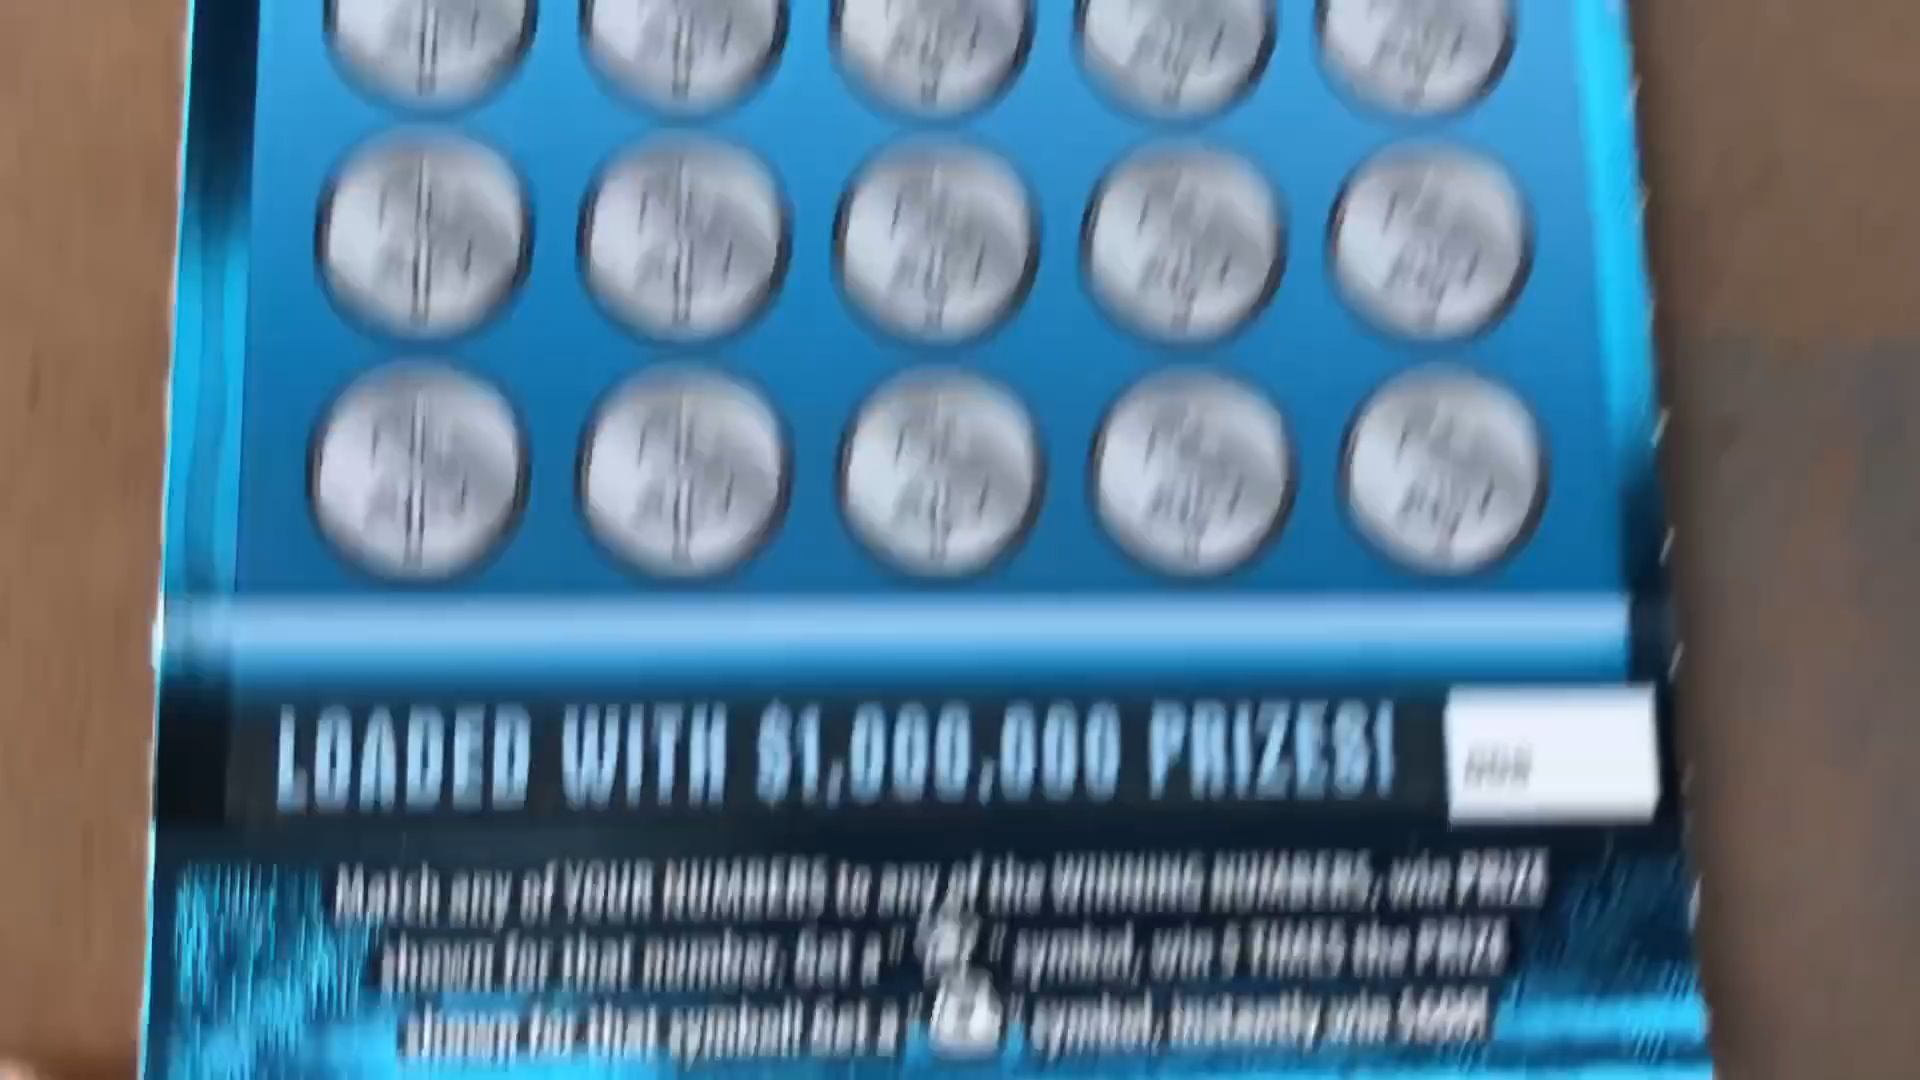 LOADED WITH $1,000,000 PRIZES!
Match any of YOUR NUMBERS to any of the WINNING NUMBERS, win PRIZE
shown for that number. Get a " " symbol, win 5 TIMES the PRIZE
shown for that symbol! Get a " " symbol, instantly win